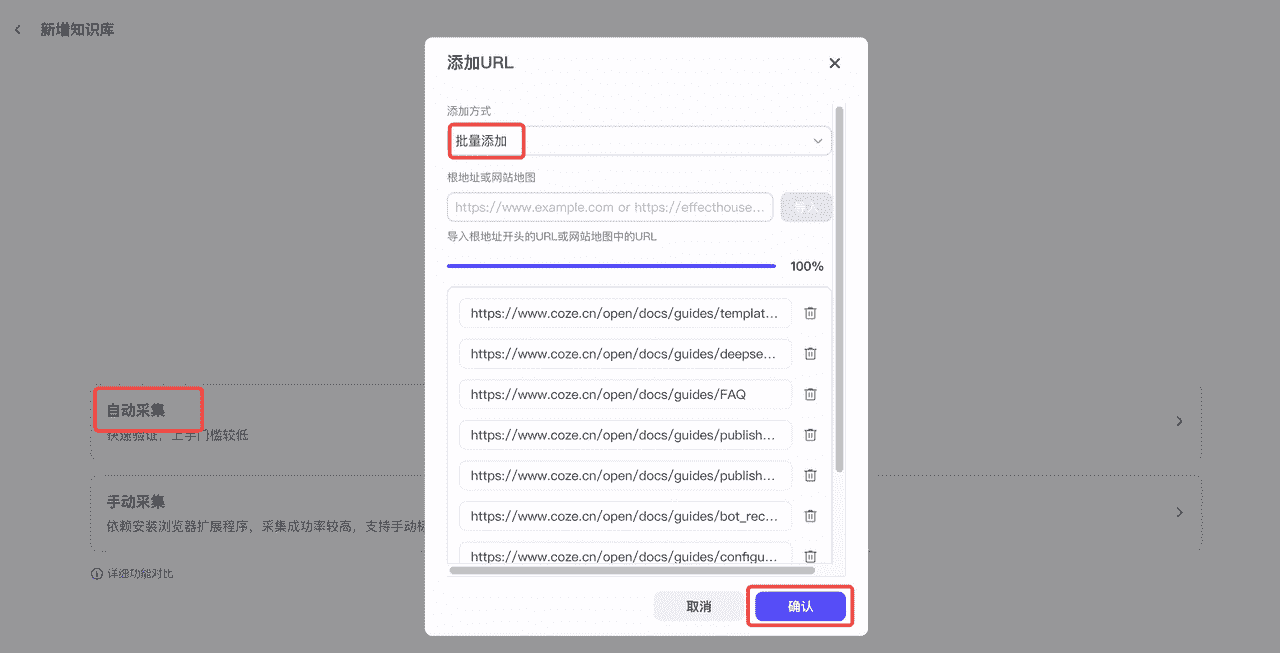 新增知识库
添加URL
添加方式
批量添加
根地址或网站地图
https://www.example.com or https://effecthouse...
导入根地址开头的URL或网站地图中的URL
100%
https://www.coze.cn/open/docs/guides/templat...
https://www.coze.cn/open/docs/guides/deepse...
https://www.coze.cn/open/docs/guides/FAQ
https://www.coze.cn/open/docs/guides/publish...
https://www.coze.cn/open/docs/guides/publish...
https://www.coze.cn/open/docs/guides/bot_rec...
https://www.coze.cn/open/docs/guides/configu...
取消
确认
自动采集
快速验证，上手门槛较低
手动采集
依赖安装浏览器扩展程序，采集成功率较高，支持手动标
详细功能对比